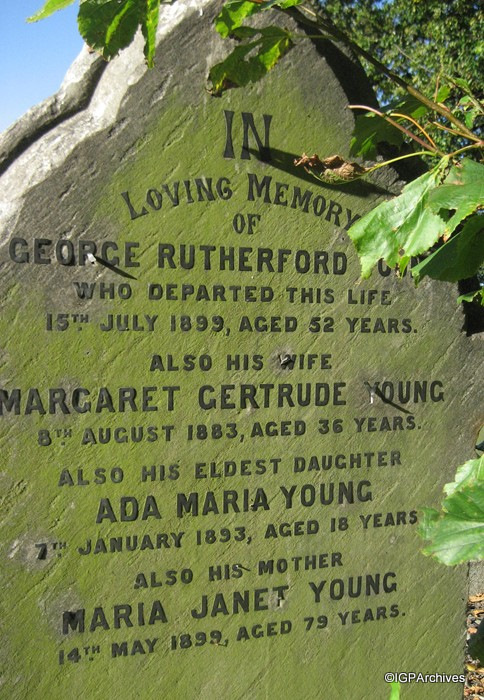 IN
LOVING MEMORY
OF
GEORGE RUTHERFORD
WHO DEPARTED THIS LIFE
15TH JULY 1899, AGED 52 YEARS.
ALSO HIS WIFE
MARGARET GERTRUDE YOUNG
8TH AUGUST 1883, AGED 36 YEARS.
ALSO HIS ELDEST DAUGHTER
ADA MARIA YOUNG
7TH JANUARY 1893, AGED 18 YEARS
ALSO HIS MOTHER
MARIA JANET YOUNG
14TH MAY 1899, AGED 79 YEARS.
©IGPArchives